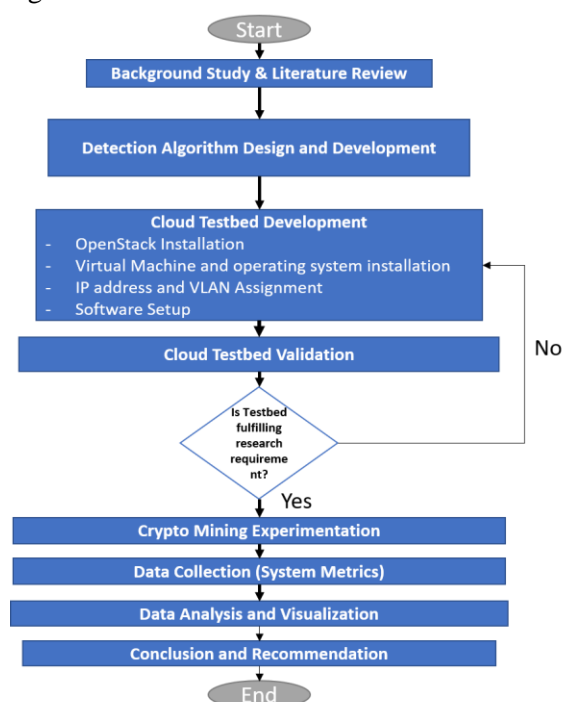 Start
Background Study & Literature Review
Detection Algorithm Design and Development
Cloud Testbed Development
- OpenStack Installation
- Virtual Machine and operating system installation
- IP address and VLAN Assignment
- Software Setup
Cloud Testbed Validation
No
Is Testbed
fulfilling
research
requireme
nt?
Yes
Crypto Mining Experimentation
Data Collection (System Metrics)
Data Analysis and Visualization
Conclusion and Recommendation
End